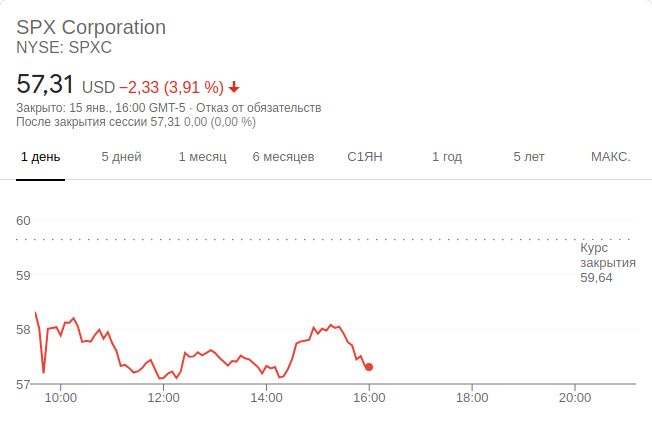 SPX Corporation
NYSE: SPXC
57,31 USD −2,33 (3,91 %)
Закрыто: 15 янв., 16:00 GMT-5 · Отказ от обязательств
После закрытия сессии 57,31 0,00 (0,00 %)
1 день 5 дней 1 месяц 6 месяцев С1ЯН 1 год 5 лет МАКС.
60
Курс
закрытия
59,64
59
58
57
10:00 12:00 14:00 16:00 18:00 20:00